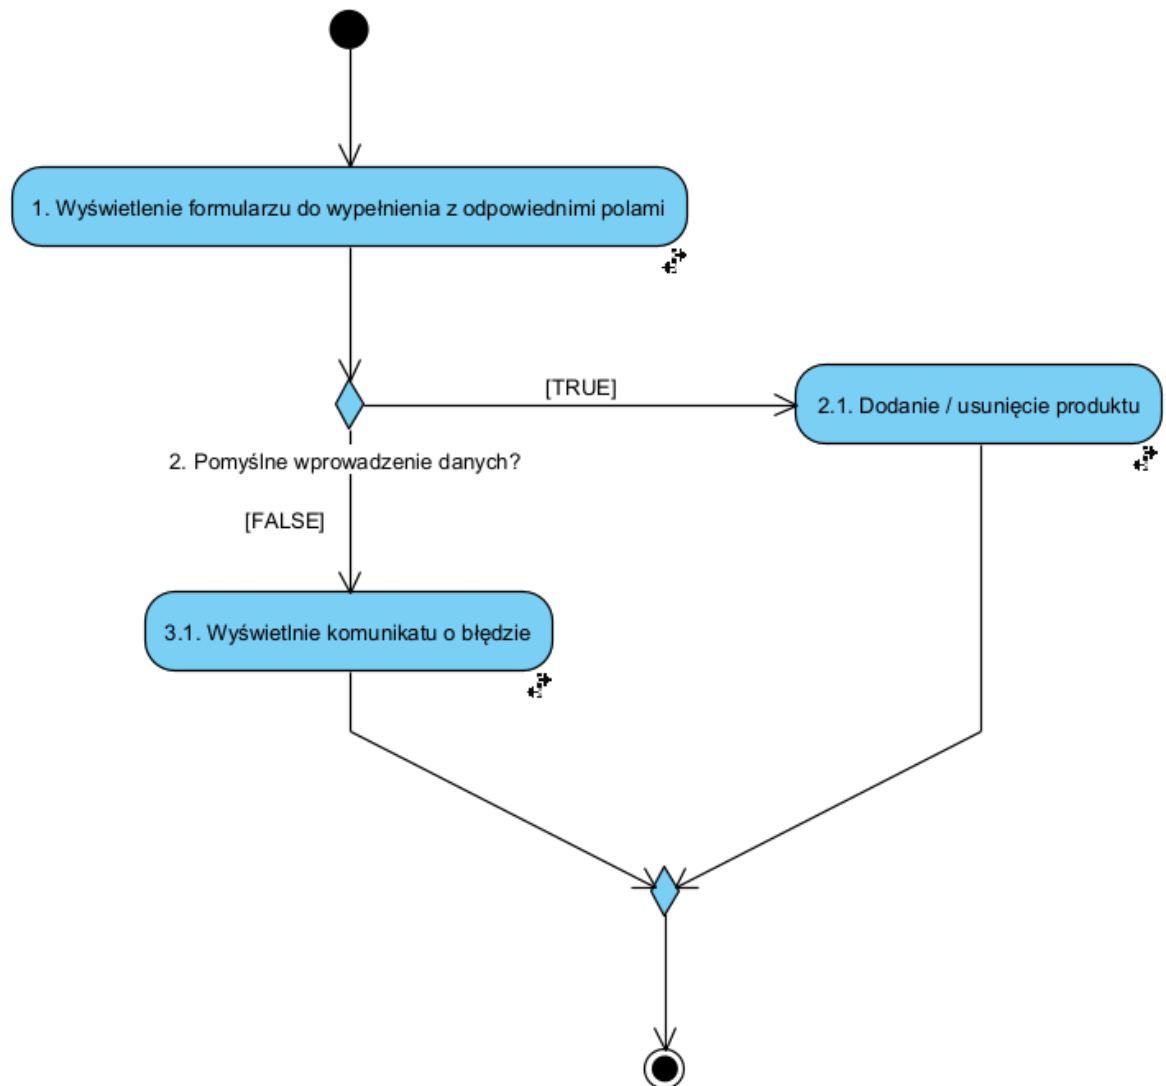 1. Wyświetlenie formularzu do wypełnienia z odpowiednimi polami
[TRUE]
2.1. Dodanie / usunięcie produktu
2. Pomyślne wprowadzenie danych?
[FALSE]
3.1. Wyświetlnie komunikatu o błędzie